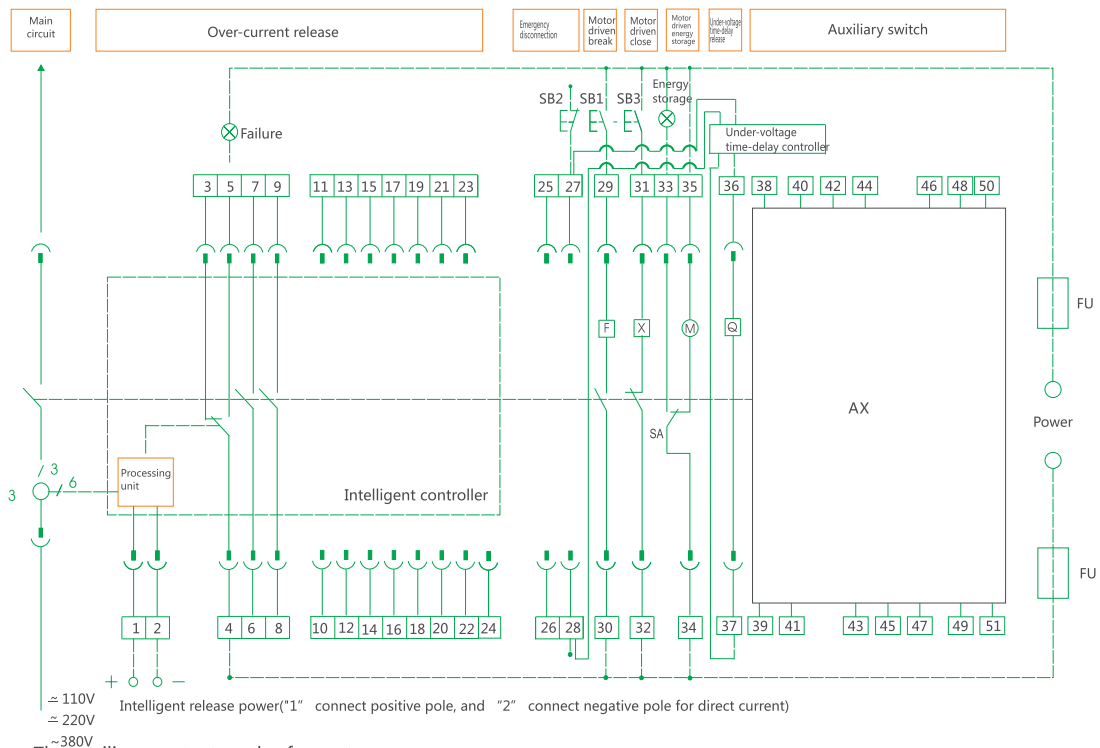 Main
circuit
Over-current release
Emergency
disconnection
Motor
driven
break
Motor
driven
close
Motor
driven
energy
storage
Under-voltage
time-delay
release
Auxiliary switch
Energy
storage
SB2
SB1
SB3
Failure
Under-voltage
time-delay controller
3 5 7 9
11 13 15 17 19 21 23
25 27 29 31 33 35 36
38 40 42 44 46 48 50
FU
F X M Q
AX
Power
SA
3
6
3
Processing
unit
Intelligent controller
FU
1 2 4 6 8
10 12 14 16 18 20 22 24
26 28 30 32 34 37
39 41 43 45 47 49 51
+ −
≃ 110V
≃ 220V
~380V
Intelligent release power("1” connect positive pole, and “2” connect negative pole for direct current)